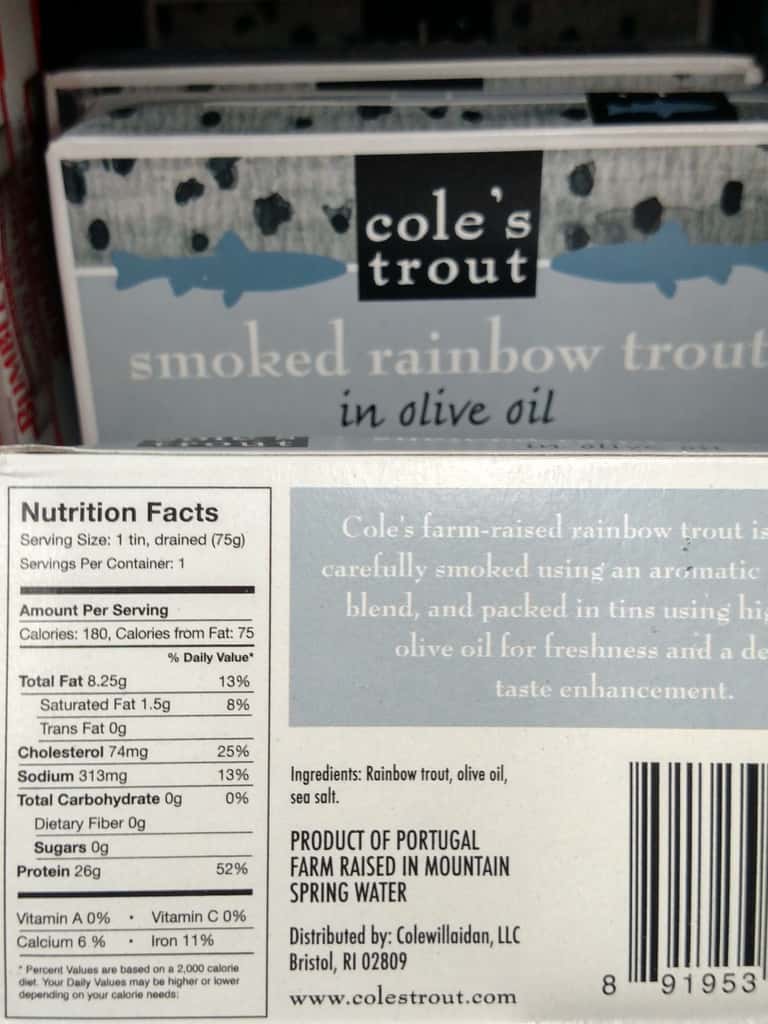 cole's
trout
smoked rainbow trout
in olive oil
Nutrition Facts
Serving Size: 1 tin, drained (75g)
Servings Per Container: 1
Amount Per Serving
Calories: 180, Calories from Fat: 75
% Daily Value*
Total Fat 8.25g 13%
Saturated Fat 1.5g 8%
Trans Fat 0g
Cholesterol 74mg 25%
Sodium 313mg 13%
Total Carbohydrate 0g 0%
Dietary Fiber 0g
Sugars 0g
Protein 26g 52%
Vitamin A 0% • Vitamin C 0%
Calcium 6 % • Iron 11%
* Percent Values are based on a 2,000 calorie
diet. Your Daily Values may be higher or lower
depending on your calorie needs:
Cole's farm-raised rainbow trout is
carefully smoked using an aromatic
blend, and packed in tins using
olive oil for freshness and a
taste enhancement.
Ingredients: Rainbow trout, olive oil,
sea salt.
PRODUCT OF PORTUGAL
FARM RAISED IN MOUNTAIN
SPRING WATER
Distributed by: Colewillaidan, LLC
Bristol, RI 02809
www.colestrout.com
8 91953